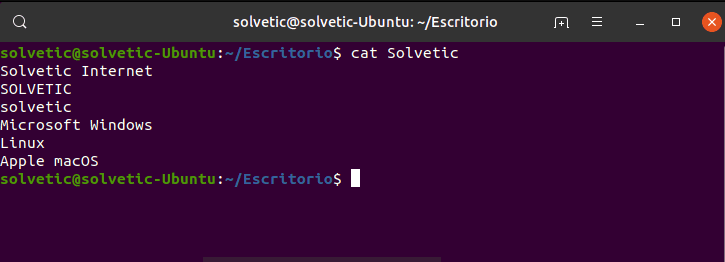 solvetic@solvetic-Ubuntu: ~/Escritorio
solvetic@solvetic-Ubuntu:~/Escritorio$ cat Solvetic
Solvetic Internet
SOLVETIC
solvetic
Microsoft Windows
Linux
Apple macOS
solvetic@solvetic-Ubuntu:~/Escritorio$